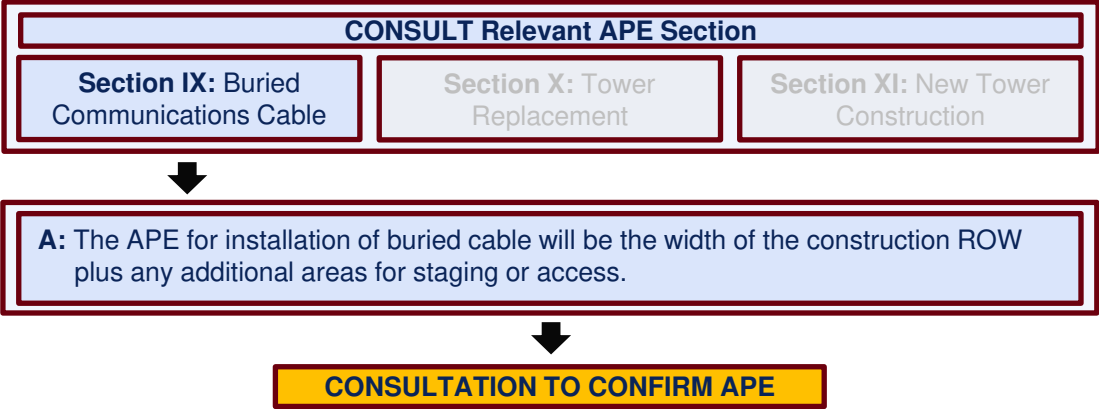 CONSULT Relevant APE Section
Section IX: Buried
Communications Cable
Section X: Tower
Replacement
Section XI: New Tower
Construction
A: The APE for installation of buried cable will be the width of the construction ROW
plus any additional areas for staging or access.
CONSULTATION TO CONFIRM APE